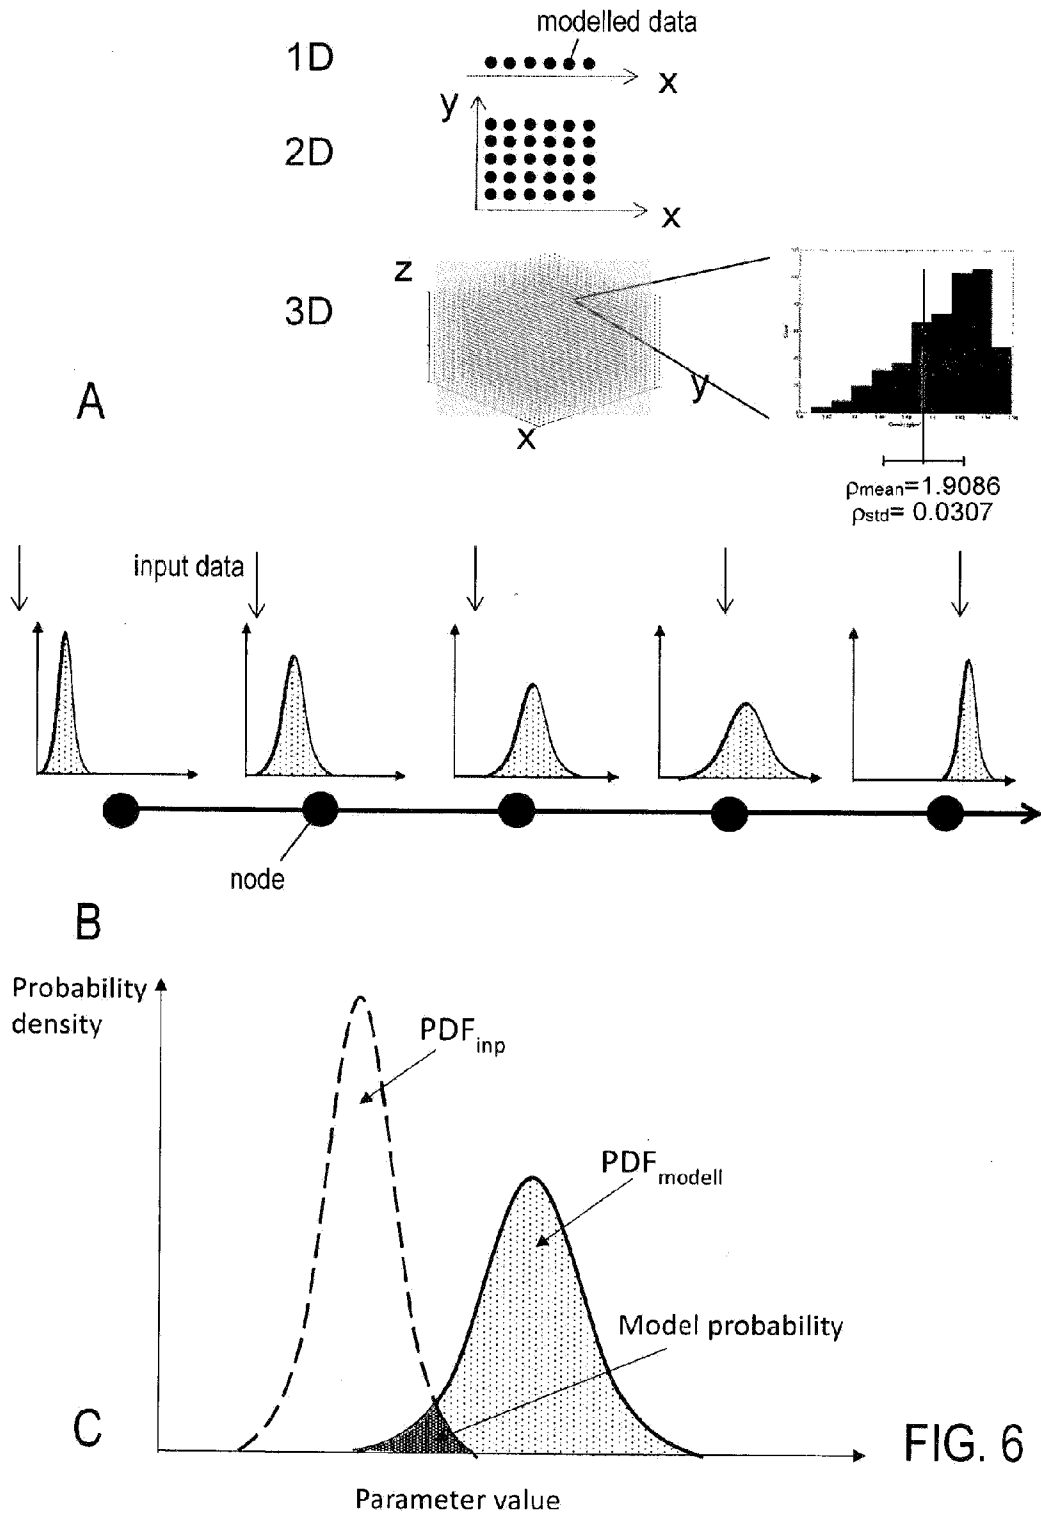 modelled data
1D
x
y
2D
x
z
3D
y
x
A
ρmean=1.9086
ρstd= 0.0307
input data
node
B
Probability
density
PDFinp
PDFmodell
Model probability
C
FIG. 6
Parameter value